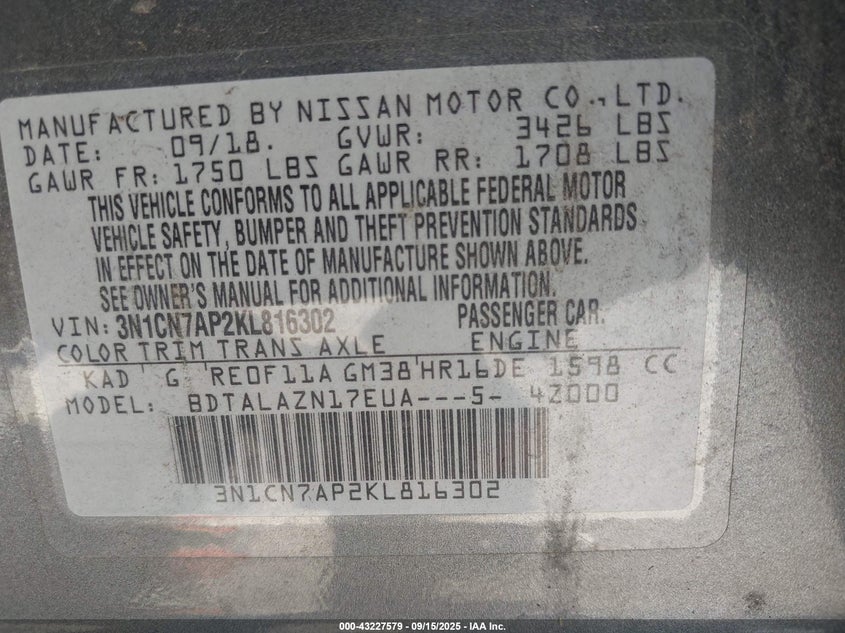 MANUFACTURED BY NISSAN MOTOR CO.,LTD.
DATE: 09/18. GVWR: 3426 LBS
GAWR FR: 1750 LBS GAWR RR: 1708 LBS
THIS VEHICLE CONFORMS TO ALL APPLICABLE FEDERAL MOTOR
VEHICLE SAFETY, BUMPER AND THEFT PREVENTION STANDARDS
IN EFFECT ON THE DATE OF MANUFACTURE SHOWN ABOVE.
SEE OWNER'S MANUAL FOR ADDITIONAL INFORMATION.
VIN: 3N1CN7AP2KL816302 PASSENGER CAR.
COLOR TRIM TRANS AXLE ENGINE
KAD G RE0F11A GM38 HR16DE 1598 CC
MODEL: BDTALAZN17EUA---5- 4Z000
3N1CN7AP2KL816302
000-43227579 — 09/15/2025 — IAA Inc.